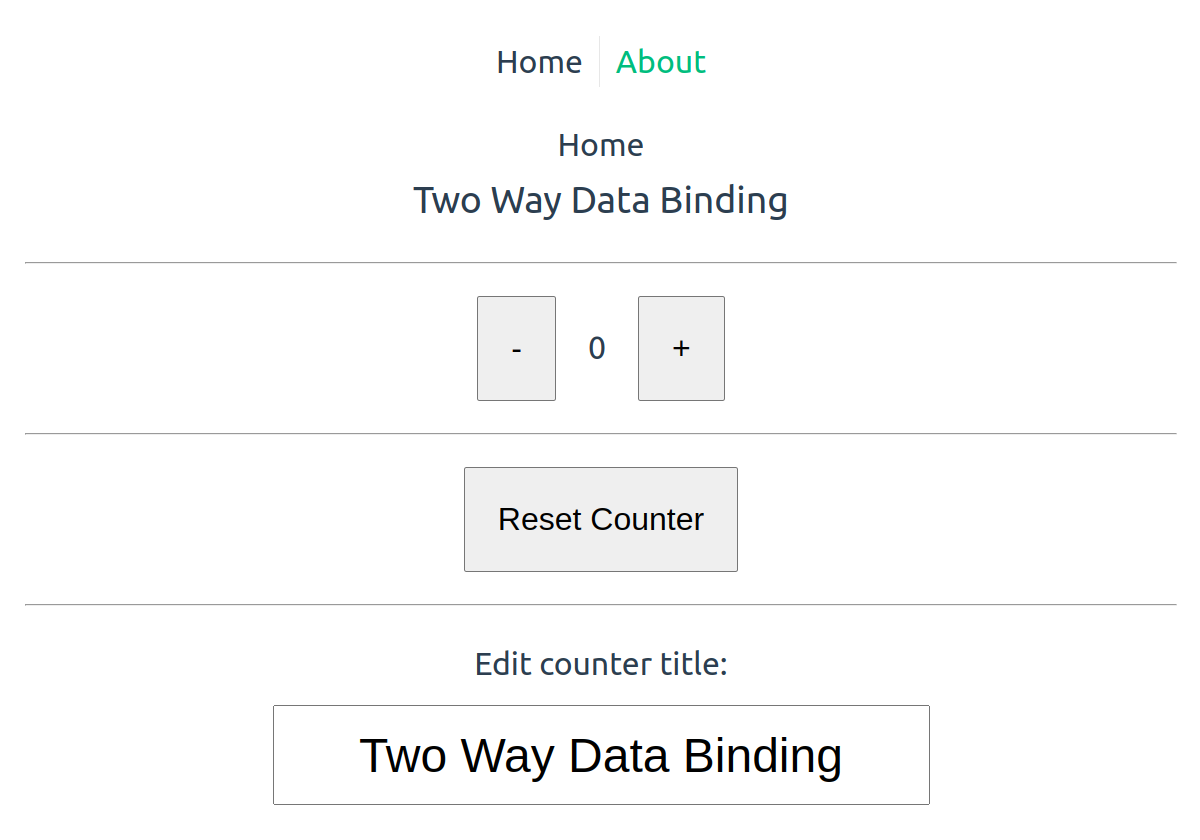 Home About
Home
Two Way Data Binding
- 0 +
Reset Counter
Edit counter title:
Two Way Data Binding